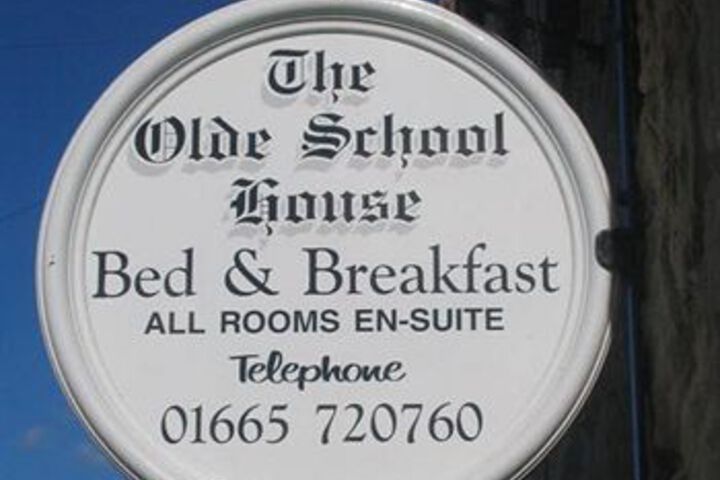 The
Olde School
House
Bed & Breakfast
ALL ROOMS EN-SUITE
Telephone
01665 720760